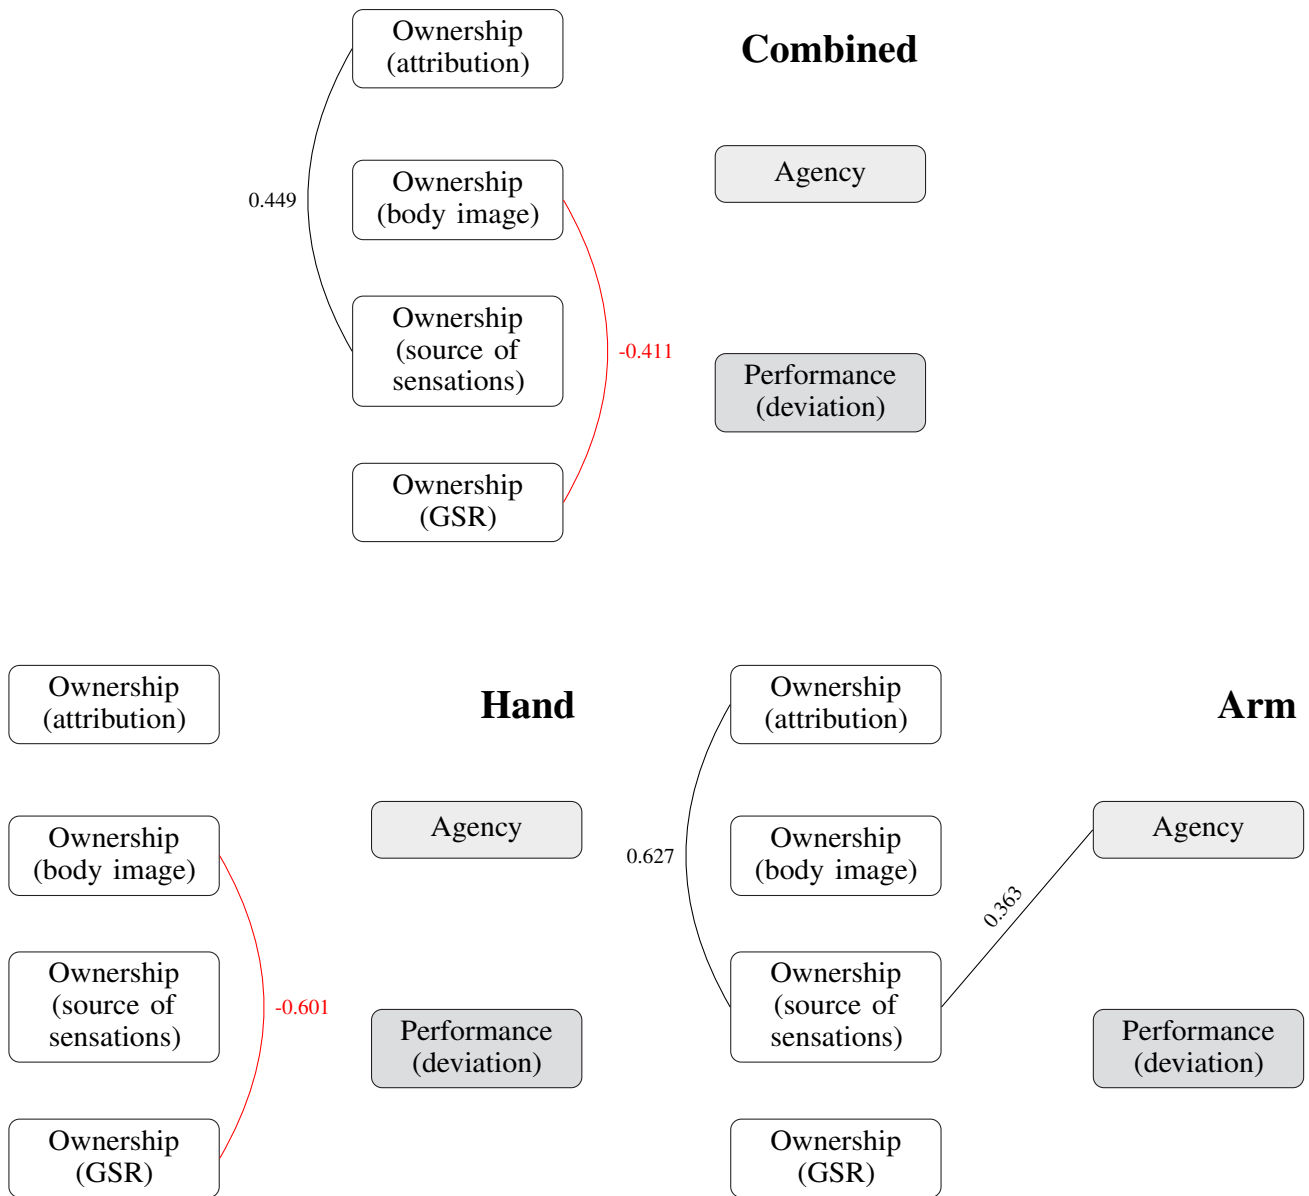 Combined
Ownership
(attribution)
Ownership
(body image)
Ownership
(source of
sensations)
Ownership
(GSR)
Agency
Performance
(deviation)
0.449
-0.411
Hand
Ownership
(attribution)
Ownership
(body image)
Ownership
(source of
sensations)
Ownership
(GSR)
Agency
Performance
(deviation)
-0.601
Arm
Ownership
(attribution)
Ownership
(body image)
Ownership
(source of
sensations)
Ownership
(GSR)
Agency
Performance
(deviation)
0.627
0.363